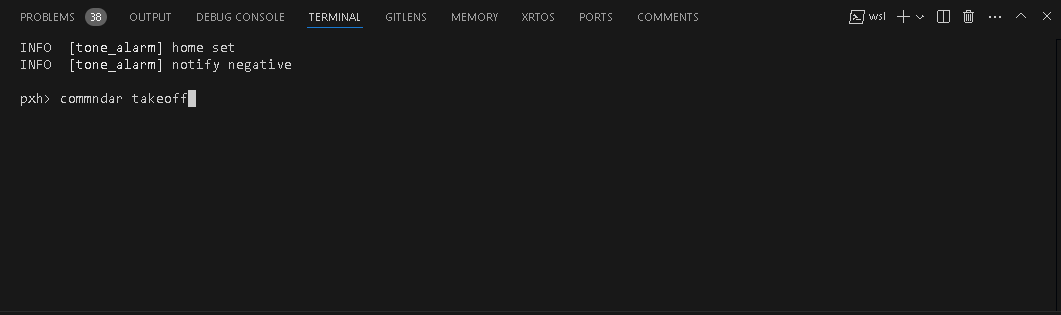 PROBLEMS 38 OUTPUT DEBUG CONSOLE TERMINAL GITLENS MEMORY XRTOS PORTS COMMENTS wsl
INFO [tone_alarm] home set
INFO [tone_alarm] notify negative
pxh> commndar takeoff